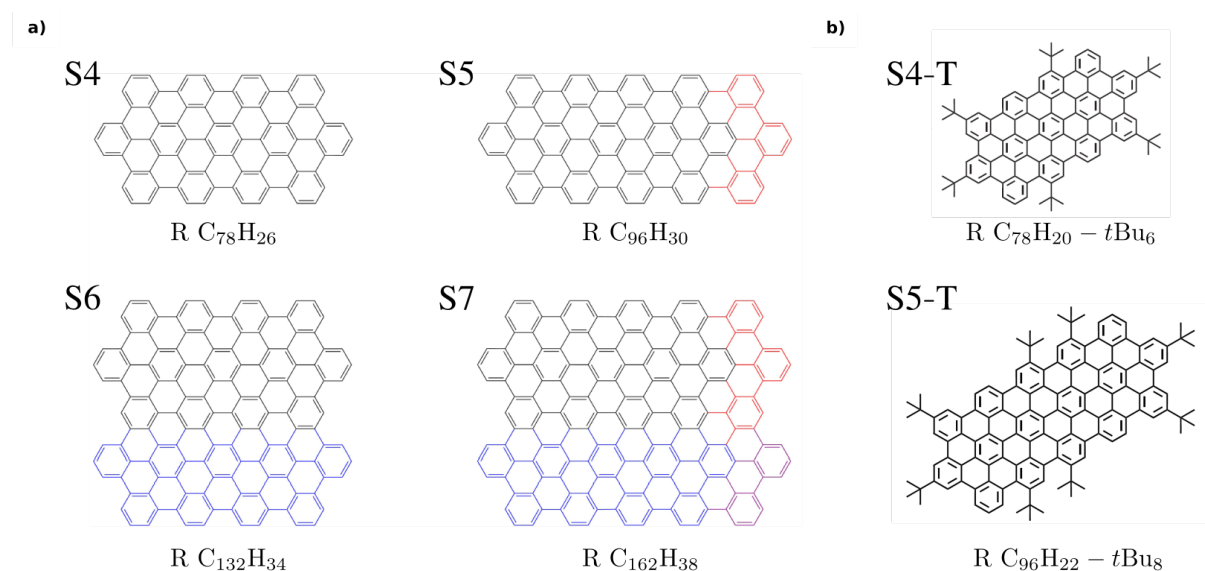 a)
S4
R C₇₈H₂₆
S5
R C₉₆H₃₀
S6
R C₁₃₂H₃₄
S7
R C₁₆₂H₃₈
b)
S4-T
R C₇₈H₂₀ − tBu₆
S5-T
R C₉₆H₂₂ − tBu₈